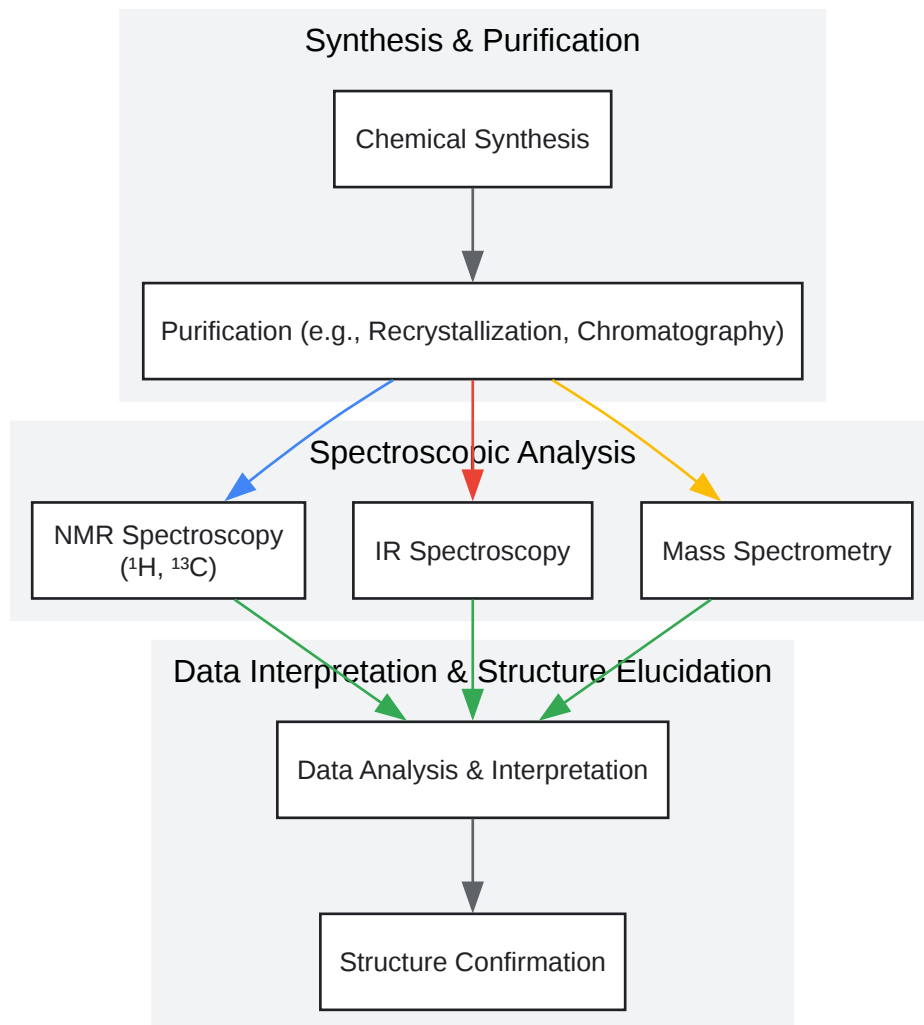 Synthesis & Purification
Chemical Synthesis
Purification (e.g., Recrystallization, Chromatography)
Spectroscopic Analysis
NMR Spectroscopy
(¹H, ¹³C)
IR Spectroscopy
Mass Spectrometry
Data Interpretation & Structure Elucidation
Data Analysis & Interpretation
Structure Confirmation